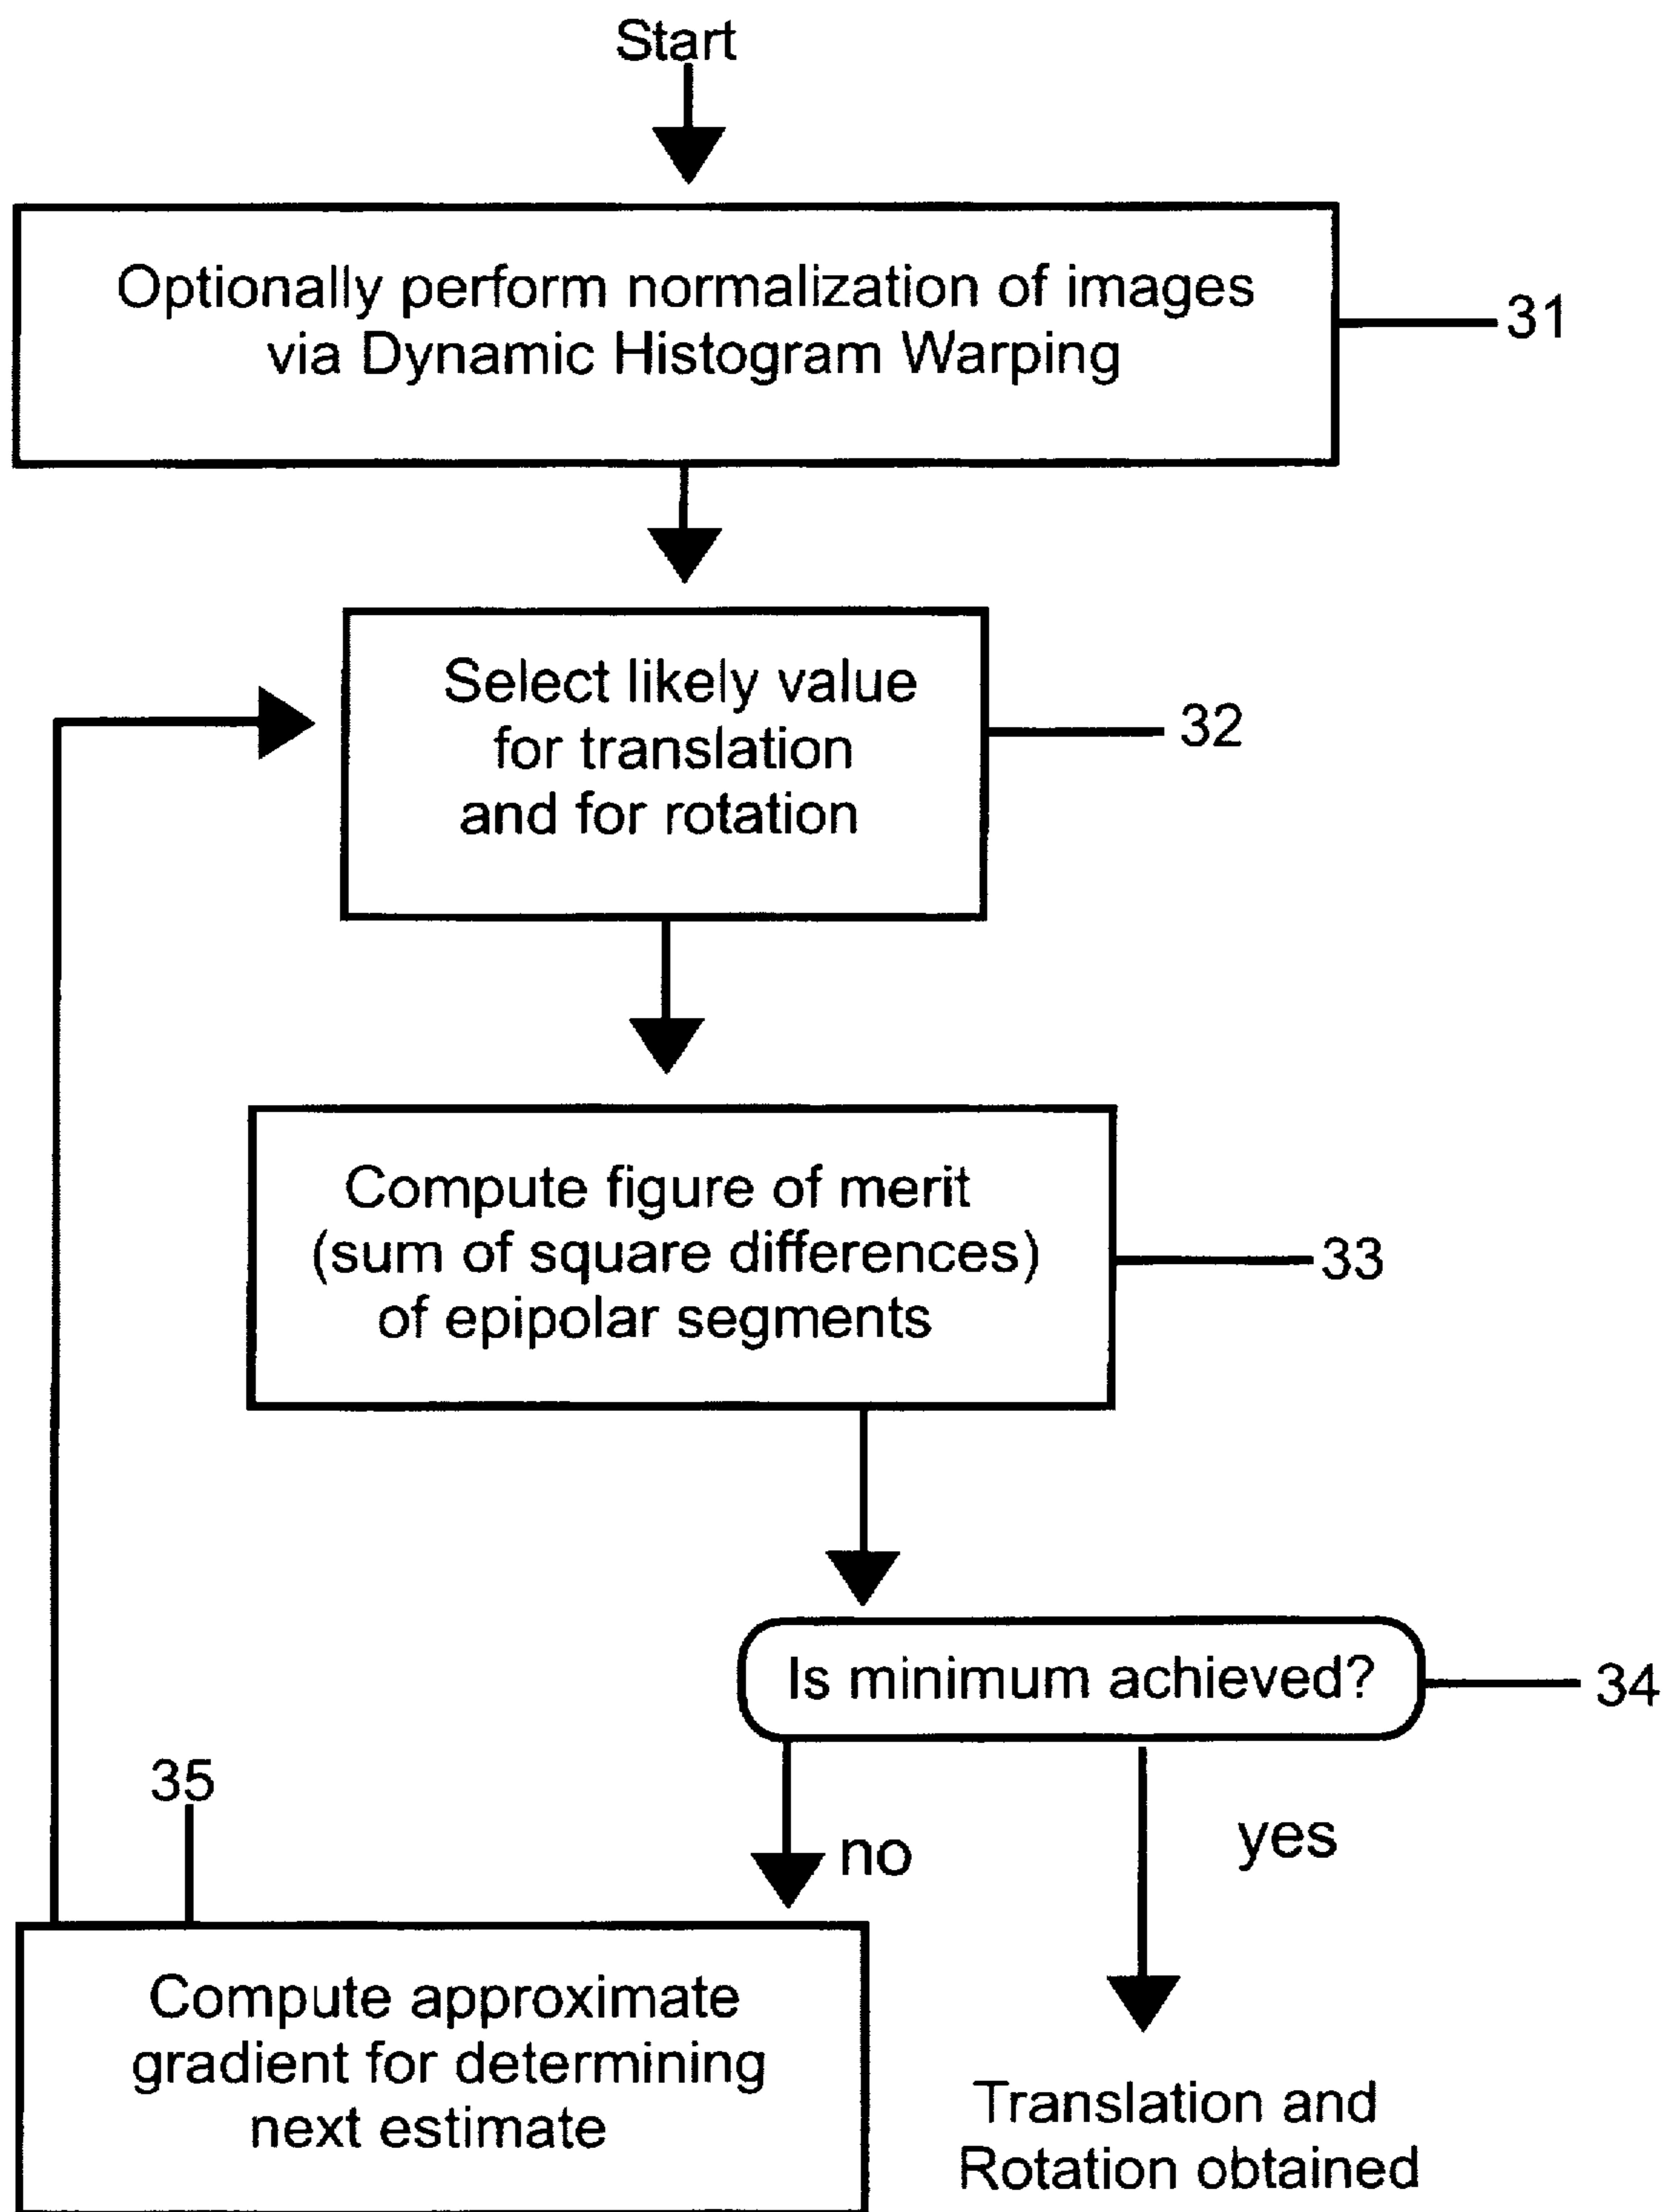 Start
Optionally perform normalization of images
via Dynamic Histogram Warping
31
Select likely value
for translation
and for rotation
32
Compute figure of merit
(sum of square differences)
of epipolar segments
33
Is minimum achieved?
34
35
no
yes
Compute approximate
gradient for determining
next estimate
Translation and
Rotation obtained